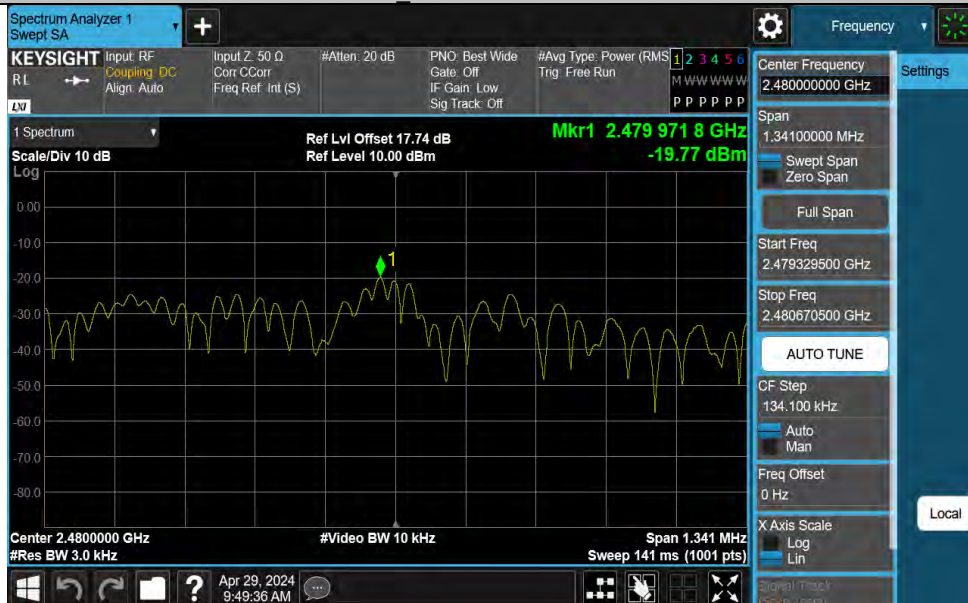 Spectrum Analyzer 1
Swept SA
+
Frequency
KEYSIGHT
RL
LXI
Input: RF
Coupling: DC
Align: Auto
Input Z: 50 Ω
Corr CCorr
Freq Ref: Int (S)
#Atten: 20 dB
PNO: Best Wide
Gate: Off
IF Gain: Low
Sig Track: Off
#Avg Type: Power (RMS
Trig: Free Run
1 2 3 4 5 6
M W W W W W
P P P P P P
1 Spectrum
Scale/Div 10 dB
Ref Lvl Offset 17.74 dB
Ref Level 10.00 dBm
Mkr1 2.479 971 8 GHz
-19.77 dBm
Log
0.00
-10.0
-20.0
-30.0
-40.0
-50.0
-60.0
-70.0
-80.0
1
Center 2.4800000 GHz
#Res BW 3.0 kHz
#Video BW 10 kHz
Span 1.341 MHz
Sweep 141 ms (1001 pts)
Center Frequency
2.480000000 GHz
Span
1.34100000 MHz
Swept Span
Zero Span
Full Span
Start Freq
2.479329500 GHz
Stop Freq
2.480670500 GHz
AUTO TUNE
CF Step
134.100 kHz
Auto
Man
Freq Offset
0 Hz
X Axis Scale
Log
Lin
Signal Track
Settings
Local
?
Apr 29, 2024
9:49:36 AM